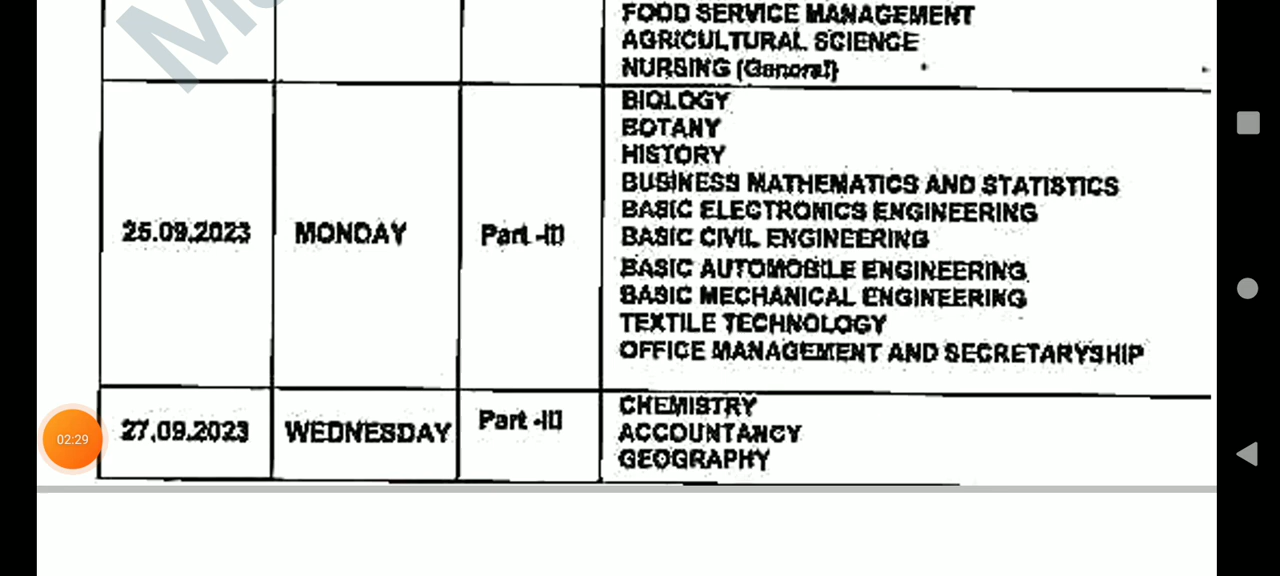 FOOD SERVICE MANAGEMENT
AGRICULTURAL SCIENCE
NURSING (General)
25.09.2023
MONDAY
Part -III
BIOLOGY
BOTANY
HISTORY
BUSINESS MATHEMATICS AND STATISTICS
BASIC ELECTRONICS ENGINEERING
BASIC CIVIL ENGINEERING
BASIC AUTOMOBILE ENGINEERING
BASIC MECHANICAL ENGINEERING
TEXTILE TECHNOLOGY
OFFICE MANAGEMENT AND SECRETARYSHIP
27.09.2023
WEDNESDAY
Part -III
CHEMISTRY
ACCOUNTANCY
GEOGRAPHY
02:29